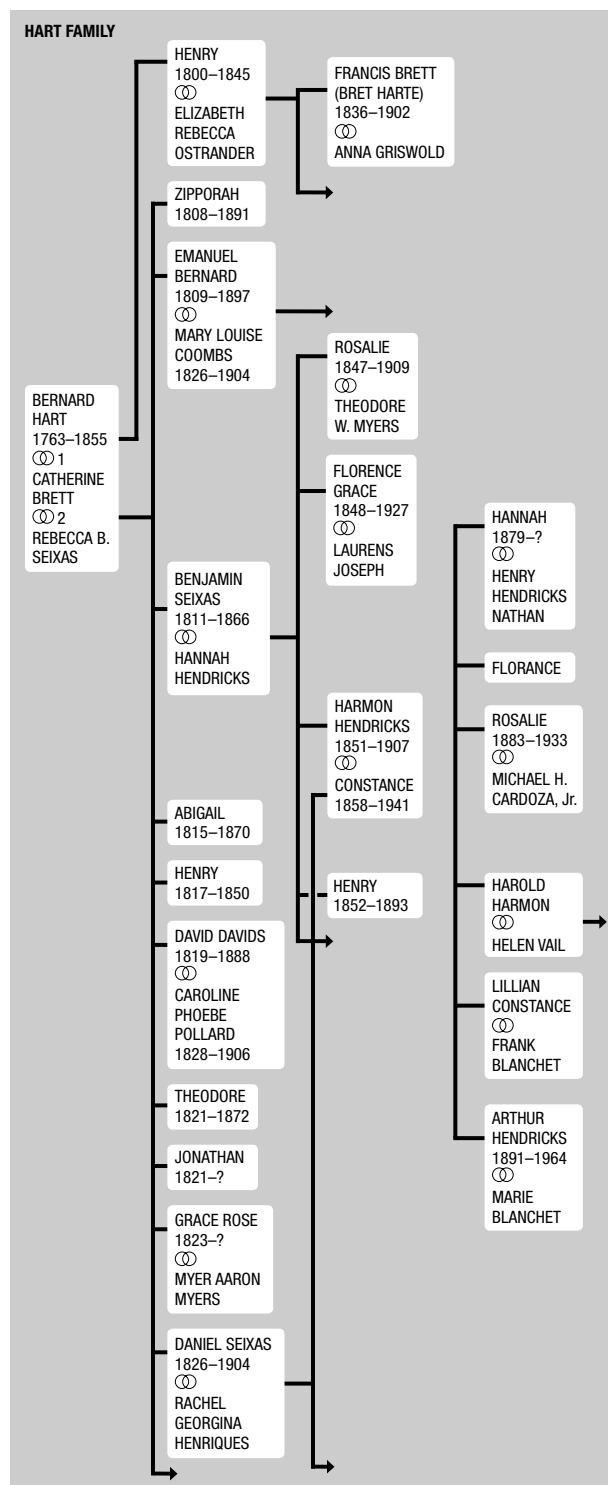 HART FAMILY
BERNARD
HART
1763–1855
1
CATHERINE
BRETT
2
REBECCA B.
SEIXAS
HENRY
1800–1845
ELIZABETH
REBECCA
OSTRANDER
ZIPPORAH
1808–1891
EMANUEL
BERNARD
1809–1897
MARY LOUISE
COOMBS
1826–1904
BENJAMIN
SEIXAS
1811–1866
HANNAH
HENDRICKS
ABIGAIL
1815–1870
HENRY
1817–1850
DAVID DAVIDS
1819–1888
CAROLINE
PHOEBE
POLLARD
1828–1906
THEODORE
1821–1872
JONATHAN
1821–?
GRACE ROSE
1823–?
MYER AARON
MYERS
DANIEL SEIXAS
1826–1904
RACHEL
GEORGINA
HENRIQUES
FRANCIS BRETT
(BRET HARTE)
1836–1902
ANNA GRISWOLD
ROSALIE
1847–1909
THEODORE
W. MYERS
FLORENCE
GRACE
1848–1927
LAURENS
JOSEPH
HARMON
HENDRICKS
1851–1907
CONSTANCE
1858–1941
HENRY
1852–1893
HANNAH
1879–?
HENRY
HENDRICKS
NATHAN
FLORANCE
ROSALIE
1883–1933
MICHAEL H.
CARDOZA, Jr.
HAROLD
HARMON
HELEN VAIL
LILLIAN
CONSTANCE
FRANK
BLANCHET
ARTHUR
HENDRICKS
1891–1964
MARIE
BLANCHET